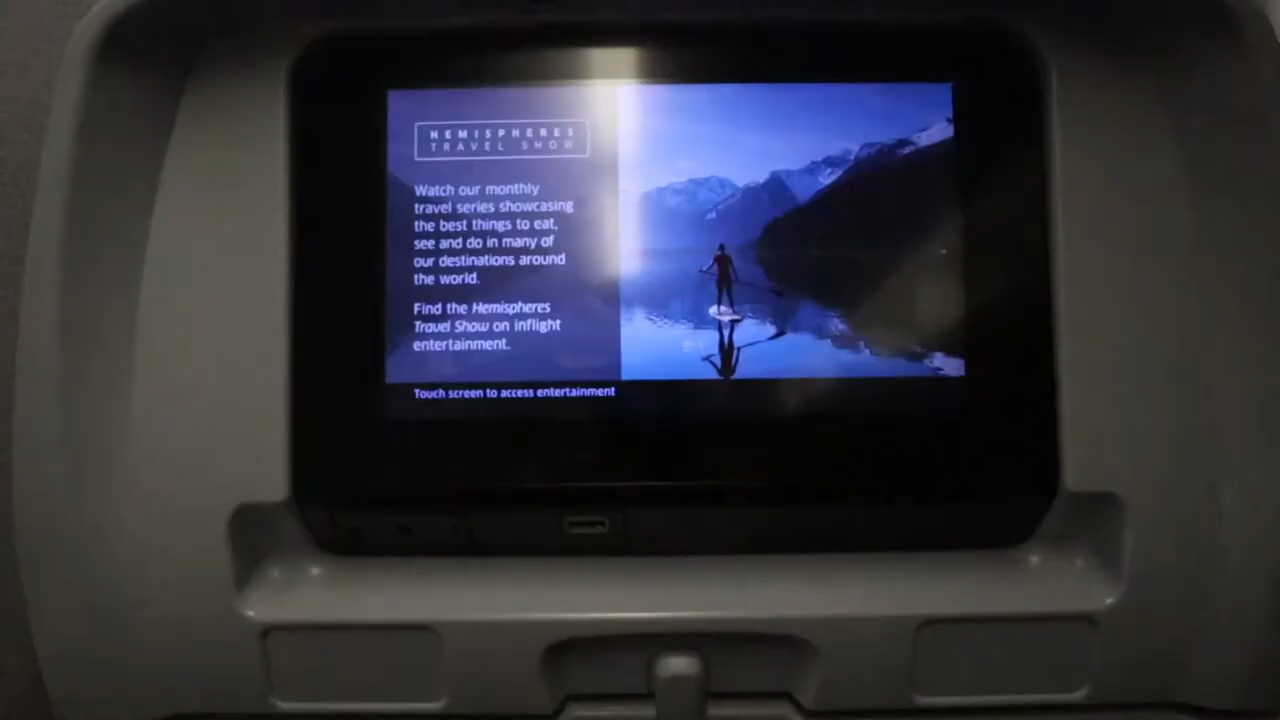 HEMISPHERES
TRAVEL SHOW
Watch our monthly
travel series showcasing
the best things to eat,
see and do in many of
our destinations around
the world.
Find the Hemispheres
Travel Show on inflight
entertainment.
Touch screen to access entertainment